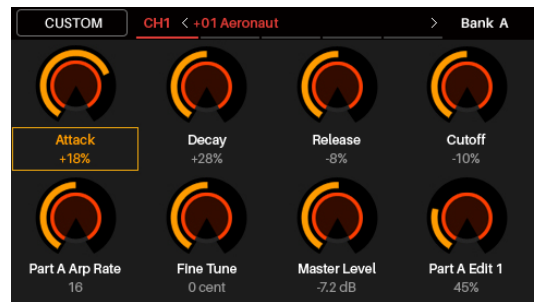 CUSTOM CH1 < +01 Aeronaut > Bank A
Attack Decay Release Cutoff
+18% +28% -8% -10%
Part A Arp Rate Fine Tune Master Level Part A Edit 1
16 0 cent -7.2 dB 45%